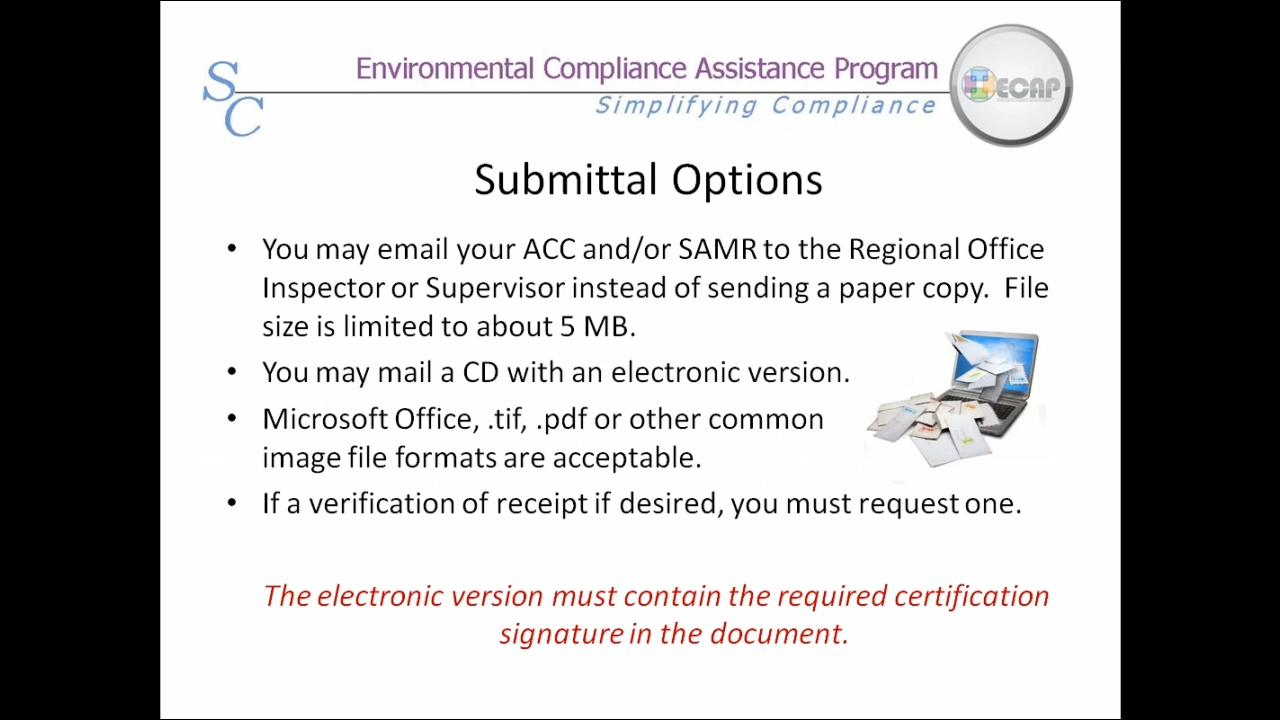 S
C
Environmental Compliance Assistance Program
Simplifying Compliance
ECAP
Submittal Options
• You may email your ACC and/or SAMR to the Regional Office
Inspector or Supervisor instead of sending a paper copy. File
size is limited to about 5 MB.
• You may mail a CD with an electronic version.
• Microsoft Office, .tif, .pdf or other common
image file formats are acceptable.
• If a verification of receipt if desired, you must request one.
The electronic version must contain the required certification
signature in the document.